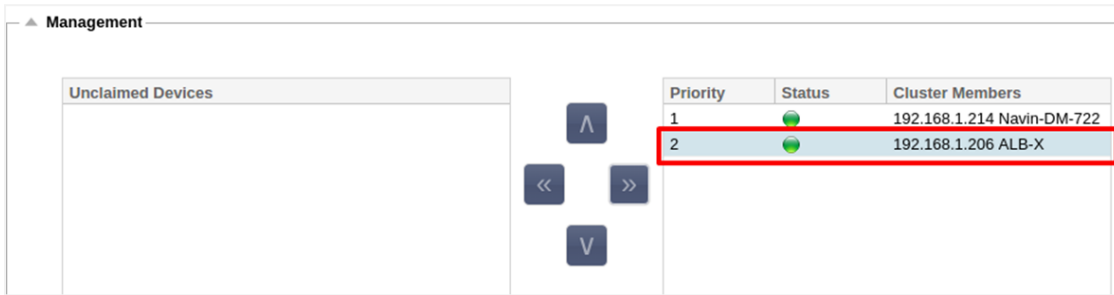 Management
Unclaimed Devices
Priority Status Cluster Members
1 192.168.1.214 Navin-DM-722
2 192.168.1.206 ALB-X